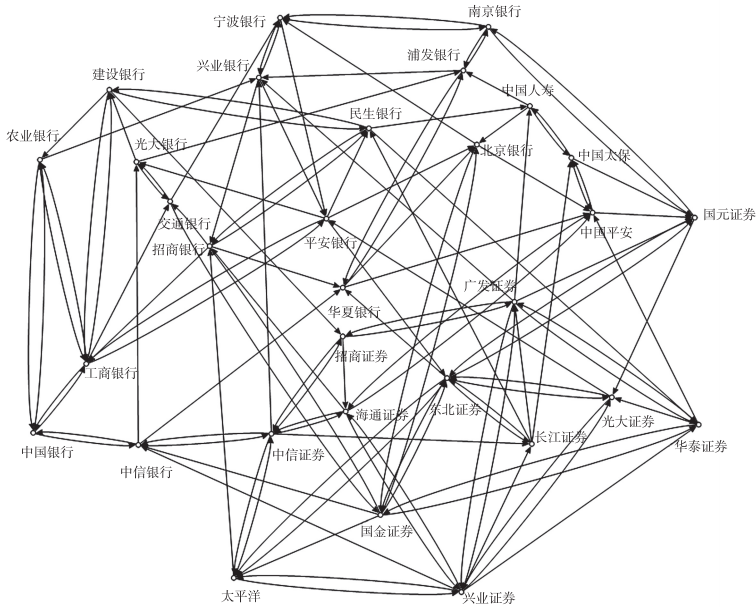 南京银行
宁波银行
浦发银行
兴业银行
建设银行
中国人寿
民生银行
农业银行
光大银行
北京银行
中国太保
国元证券
交通银行
中国平安
平安银行
招商银行
广发证券
华夏银行
招商证券
工商银行
海通证券
东北证券
光大证券
长江证券
华泰证券
中国银行
中信证券
中信银行
国金证券
太平洋
兴业证券